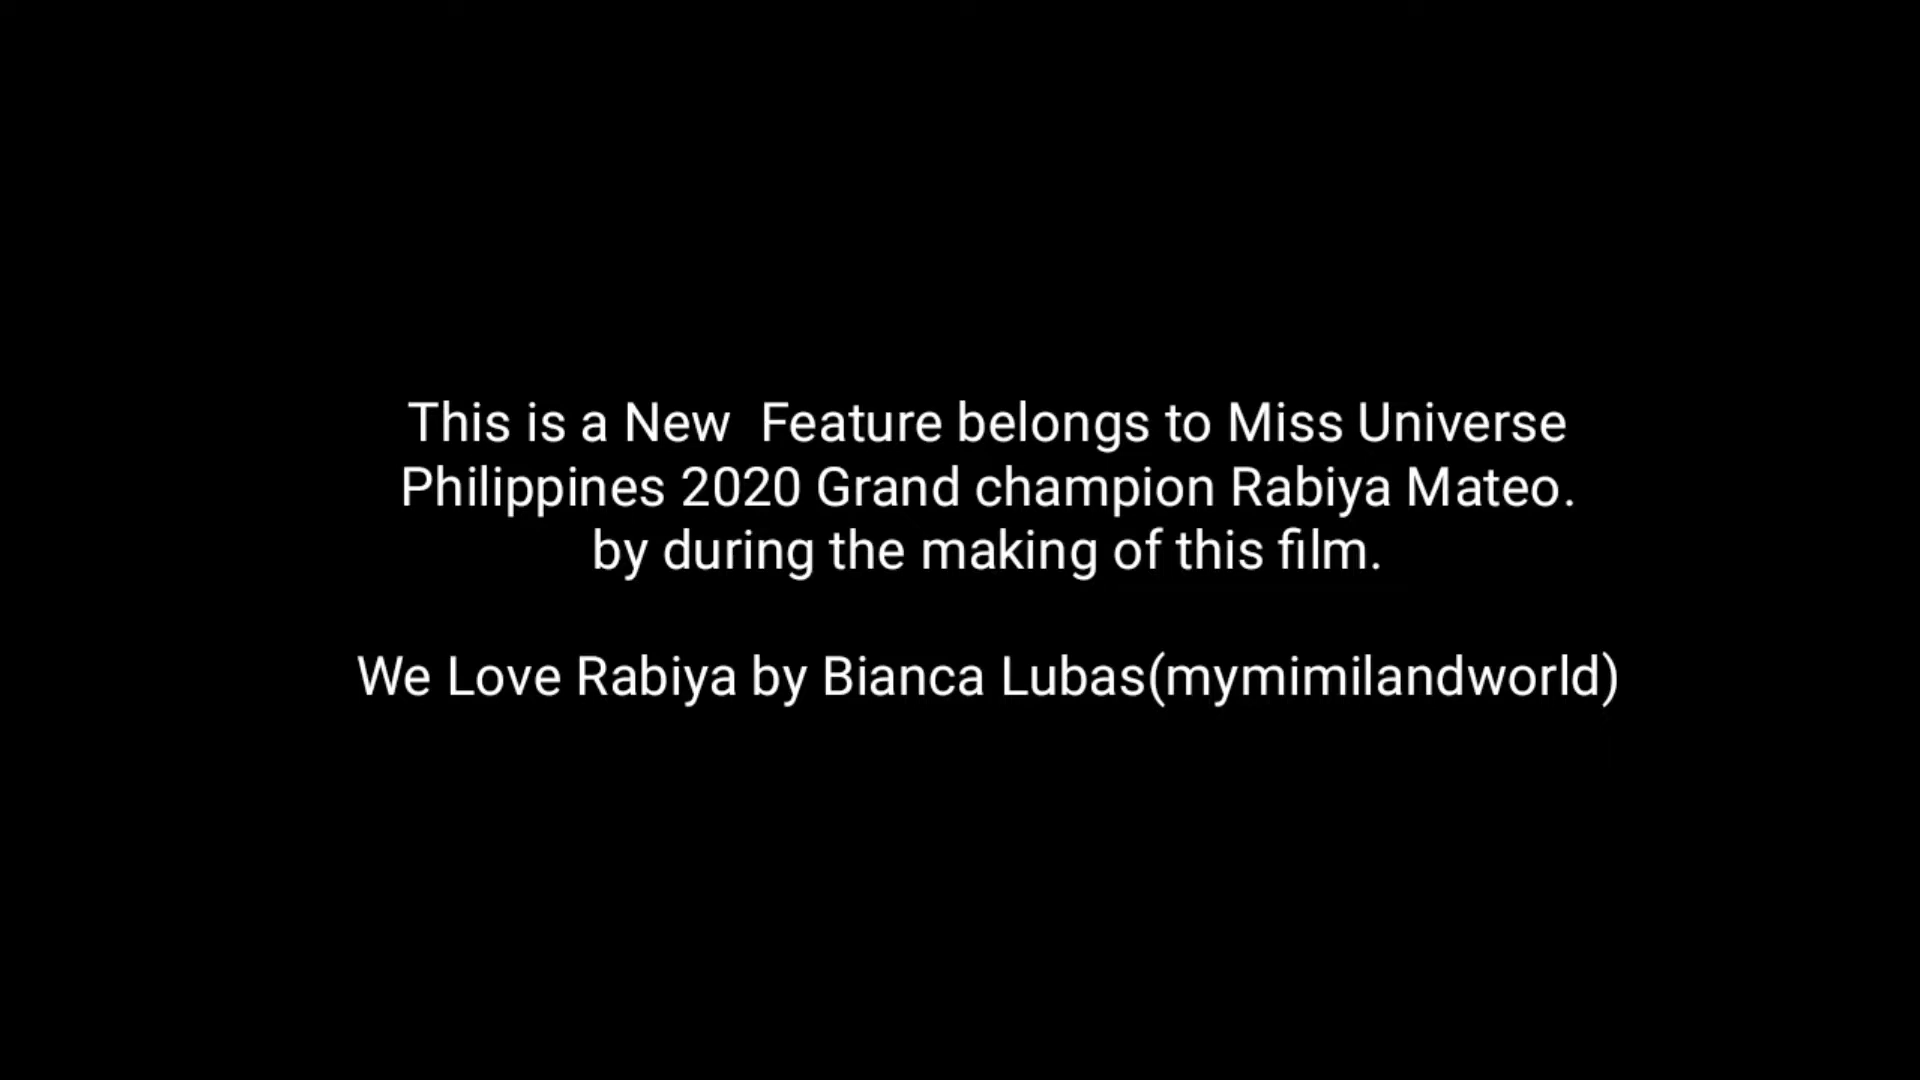 This is a New  Feature belongs to Miss Universe
Philippines 2020 Grand champion Rabiya Mateo.
by during the making of this film.
We Love Rabiya by Bianca Lubas(mymimilandworld)